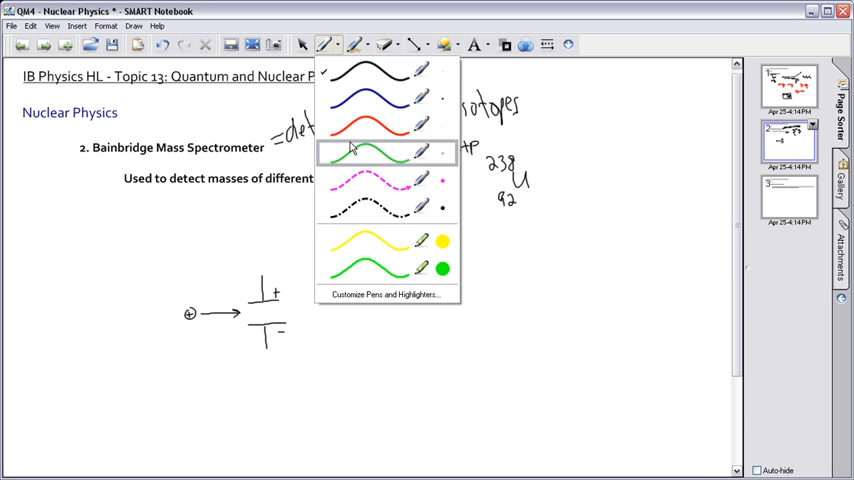 QM4 - Nuclear Physics * - SMART Notebook
File Edit View Insert Format Draw Help
IB Physics HL - Topic 13: Quantum and Nuclear P
Nuclear Physics
= det
sotopes
2. Bainbridge Mass Spectrometer
Used to detect masses of different
238
U
92
+
+
−
Customize Pens and Highlighters...
1
2
3
Apr 25-4:14 PM
Apr 25-4:14 PM
Apr 25-4:14 PM
Page Sorter
Gallery
Attachments
Auto-hide